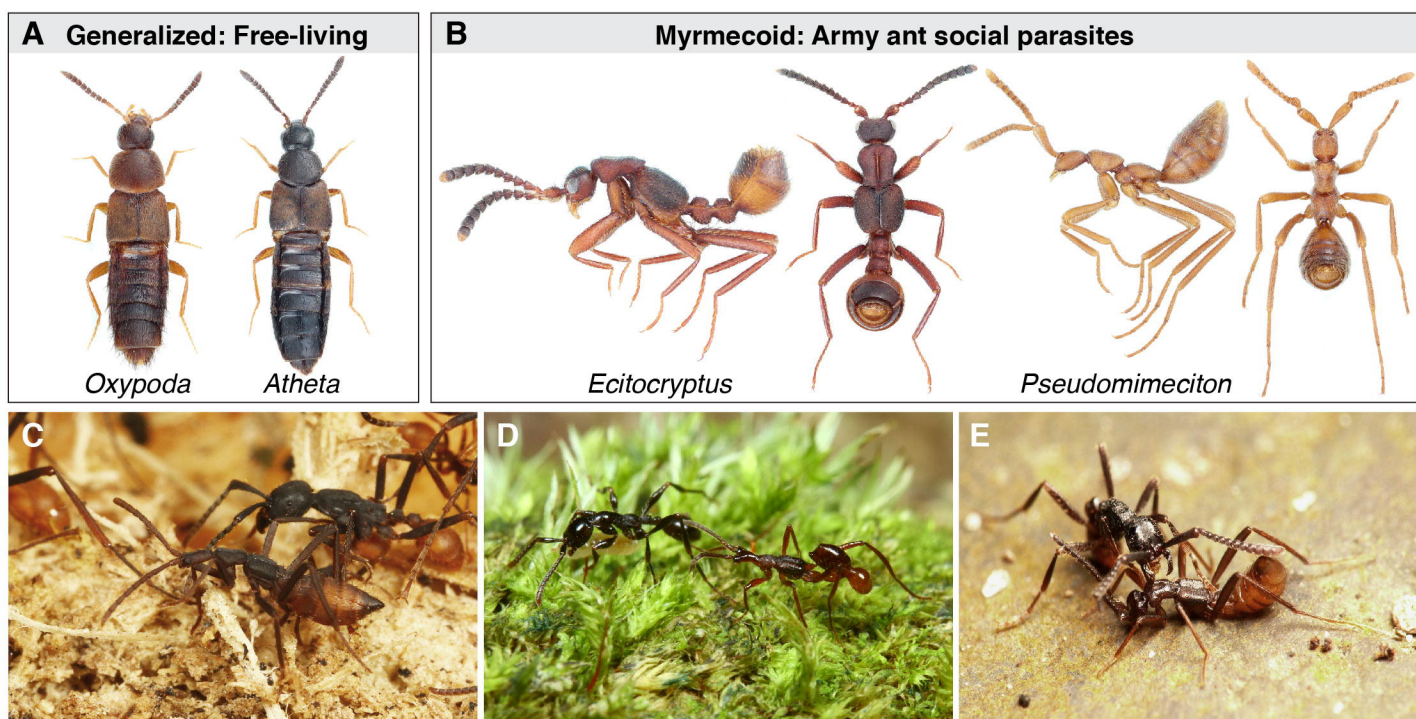 A Generalized: Free-living
B Myrmecoid: Army ant social parasites
Oxypoda
Atheta
Ecitocryptus
Pseudomimeciton
C
D
E